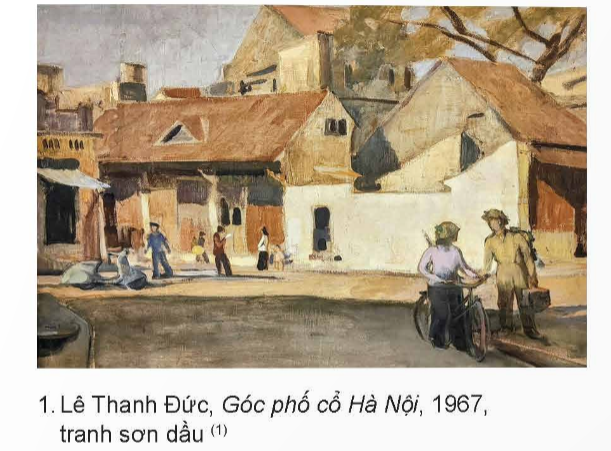 1. Lê Thanh Đức, Góc phố cổ Hà Nội, 1967,
tranh sơn dầu (1)